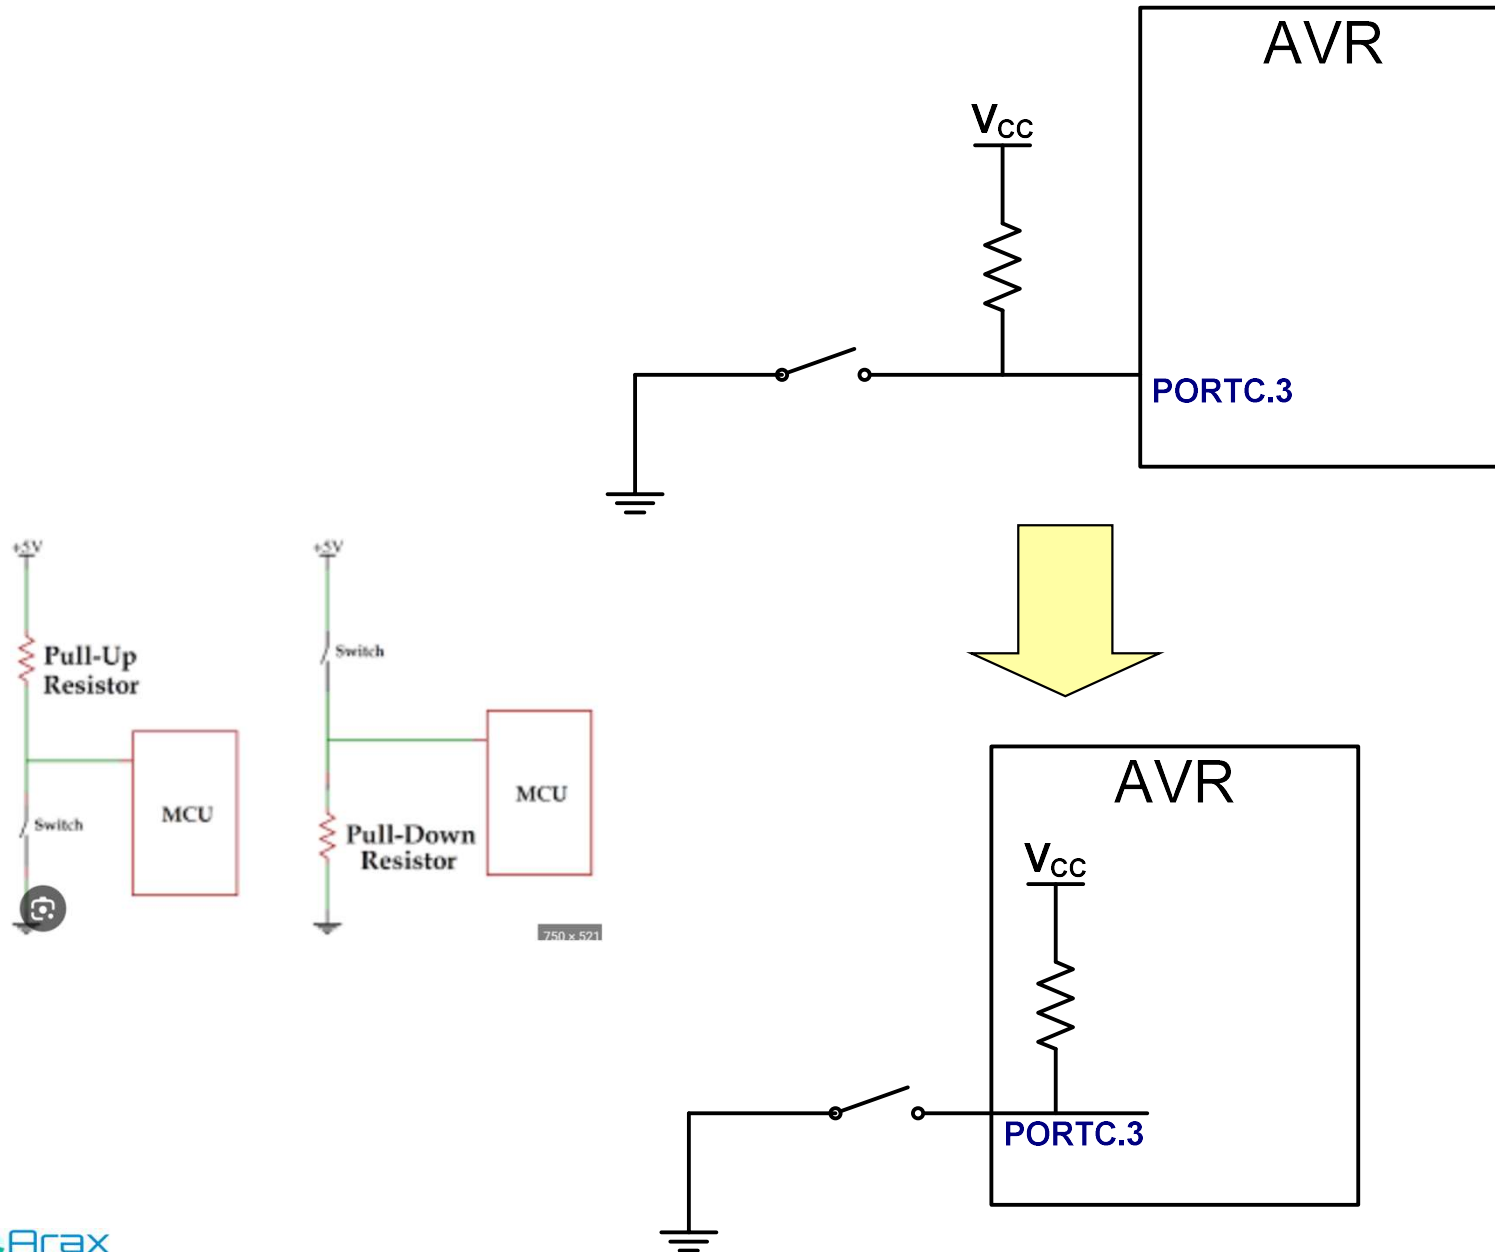 AVR
VCC
PORTC.3
+5V
Pull-Up
Resistor
MCU
Switch
+5V
Switch
MCU
Pull-Down
Resistor
750 × 521
AVR
VCC
PORTC.3
Arax